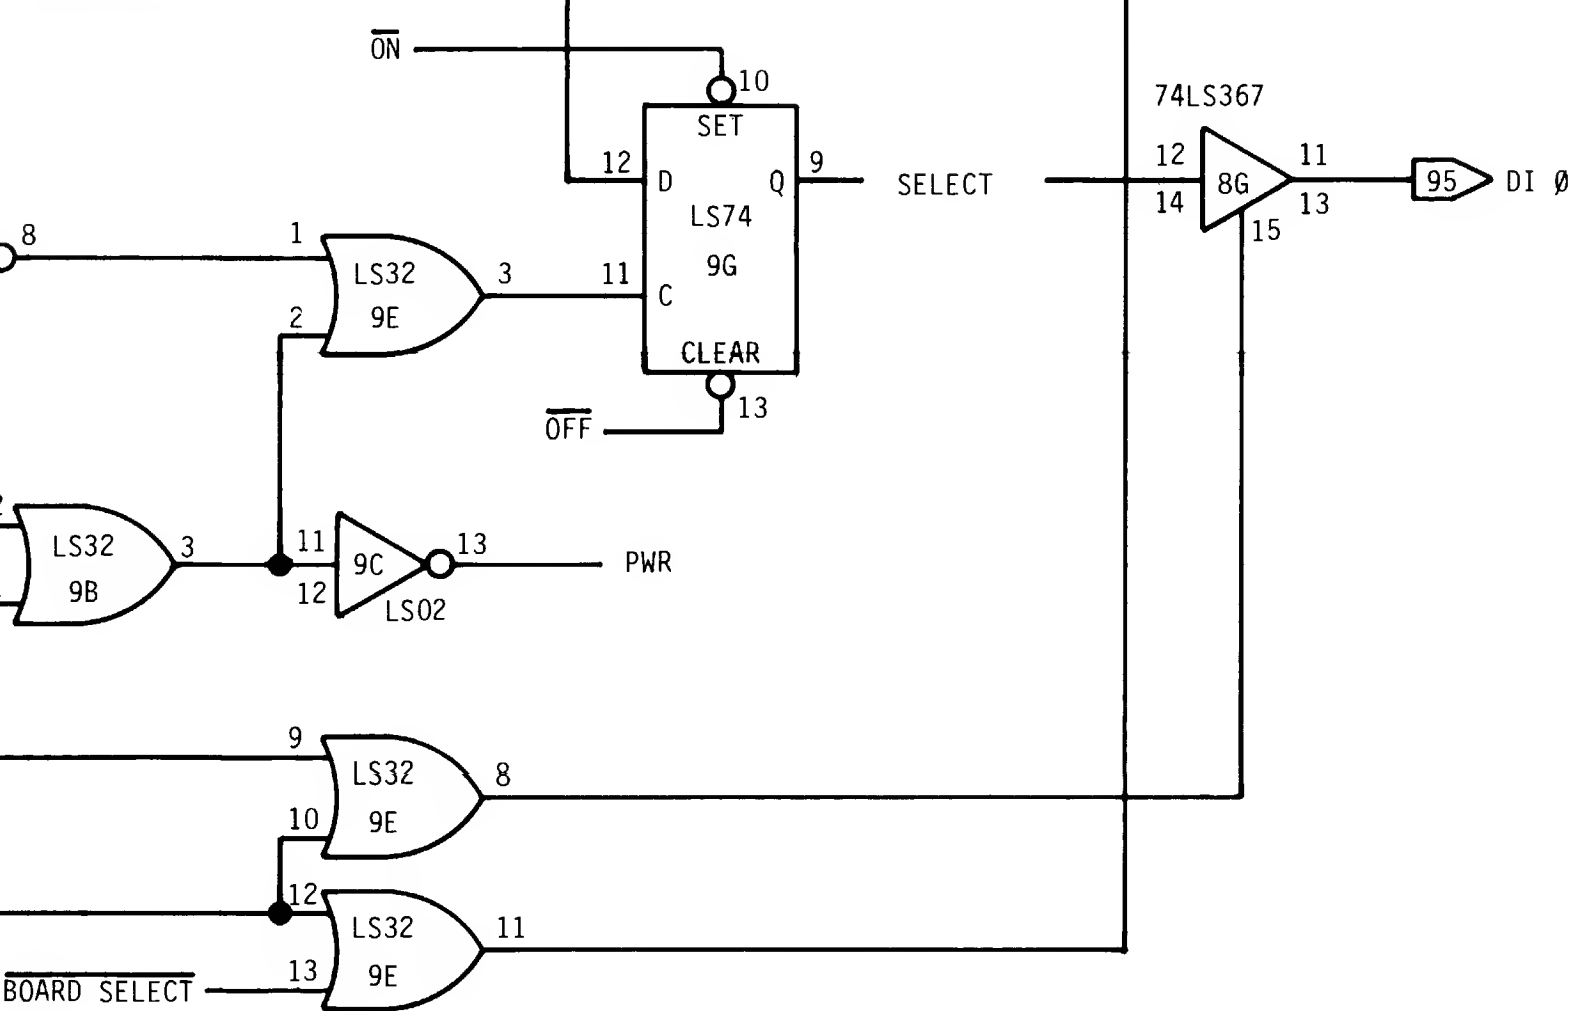 ON
10
74LS367
SET
12
D
Q
9
SELECT
12
14
8G
11
13
15
95
DI Ø
LS74
9G
8
1
2
LS32
9E
3
11
C
CLEAR
13
OFF
LS32
9B
3
11
12
9C
13
LS02
PWR
9
10
LS32
9E
8
12
13
LS32
9E
11
BOARD SELECT